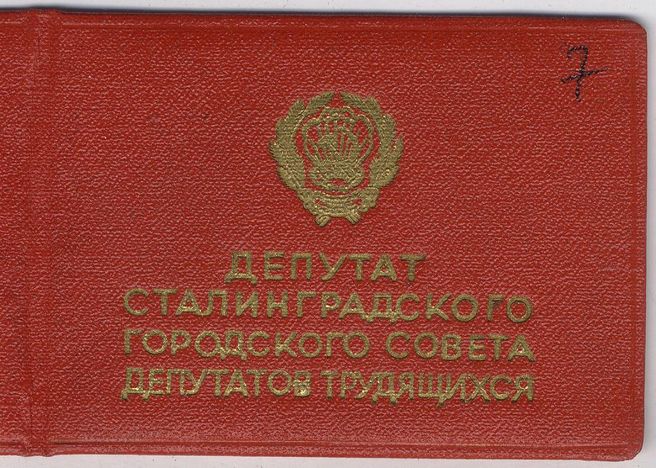 7
ДЕПУТАТ
СТАЛИНГРАДСКОГО
ГОРОДСКОГО СОВЕТА
ДЕПУТАТОВ ТРУДЯЩИХСЯ